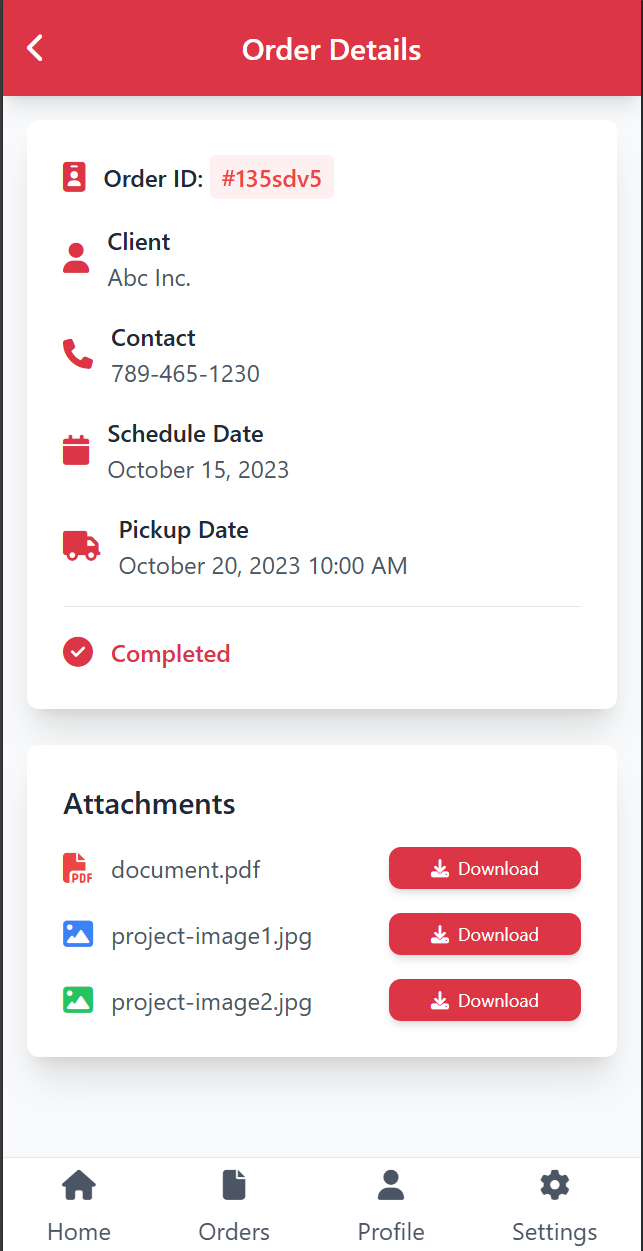 Order Details
Order ID: #135sdv5
Client
Abc Inc.
Contact
789-465-1230
Schedule Date
October 15, 2023
Pickup Date
October 20, 2023 10:00 AM
Completed
Attachments
PDF document.pdf Download
project-image1.jpg Download
project-image2.jpg Download
Home Orders Profile Settings